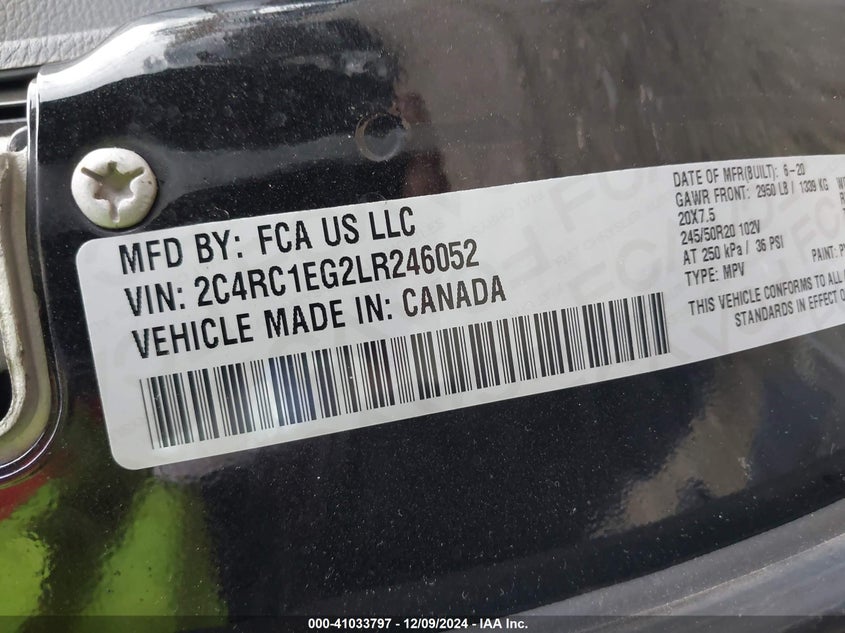 MFD BY: FCA US LLC
VIN: 2C4RC1EG2LR246052
VEHICLE MADE IN: CANADA
DATE OF MFR(BUILT): 6-20
GAWR FRONT: 2950 LB / 1339 KG
20X7.5
245/50R20 102V
AT 250 kPa / 36 PSI
TYPE: MPV
PAINT:
THIS VEHICLE CONFORMS TO ALL
STANDARDS IN EFFECT
000-41033797 - 12/09/2024 - IAA Inc.